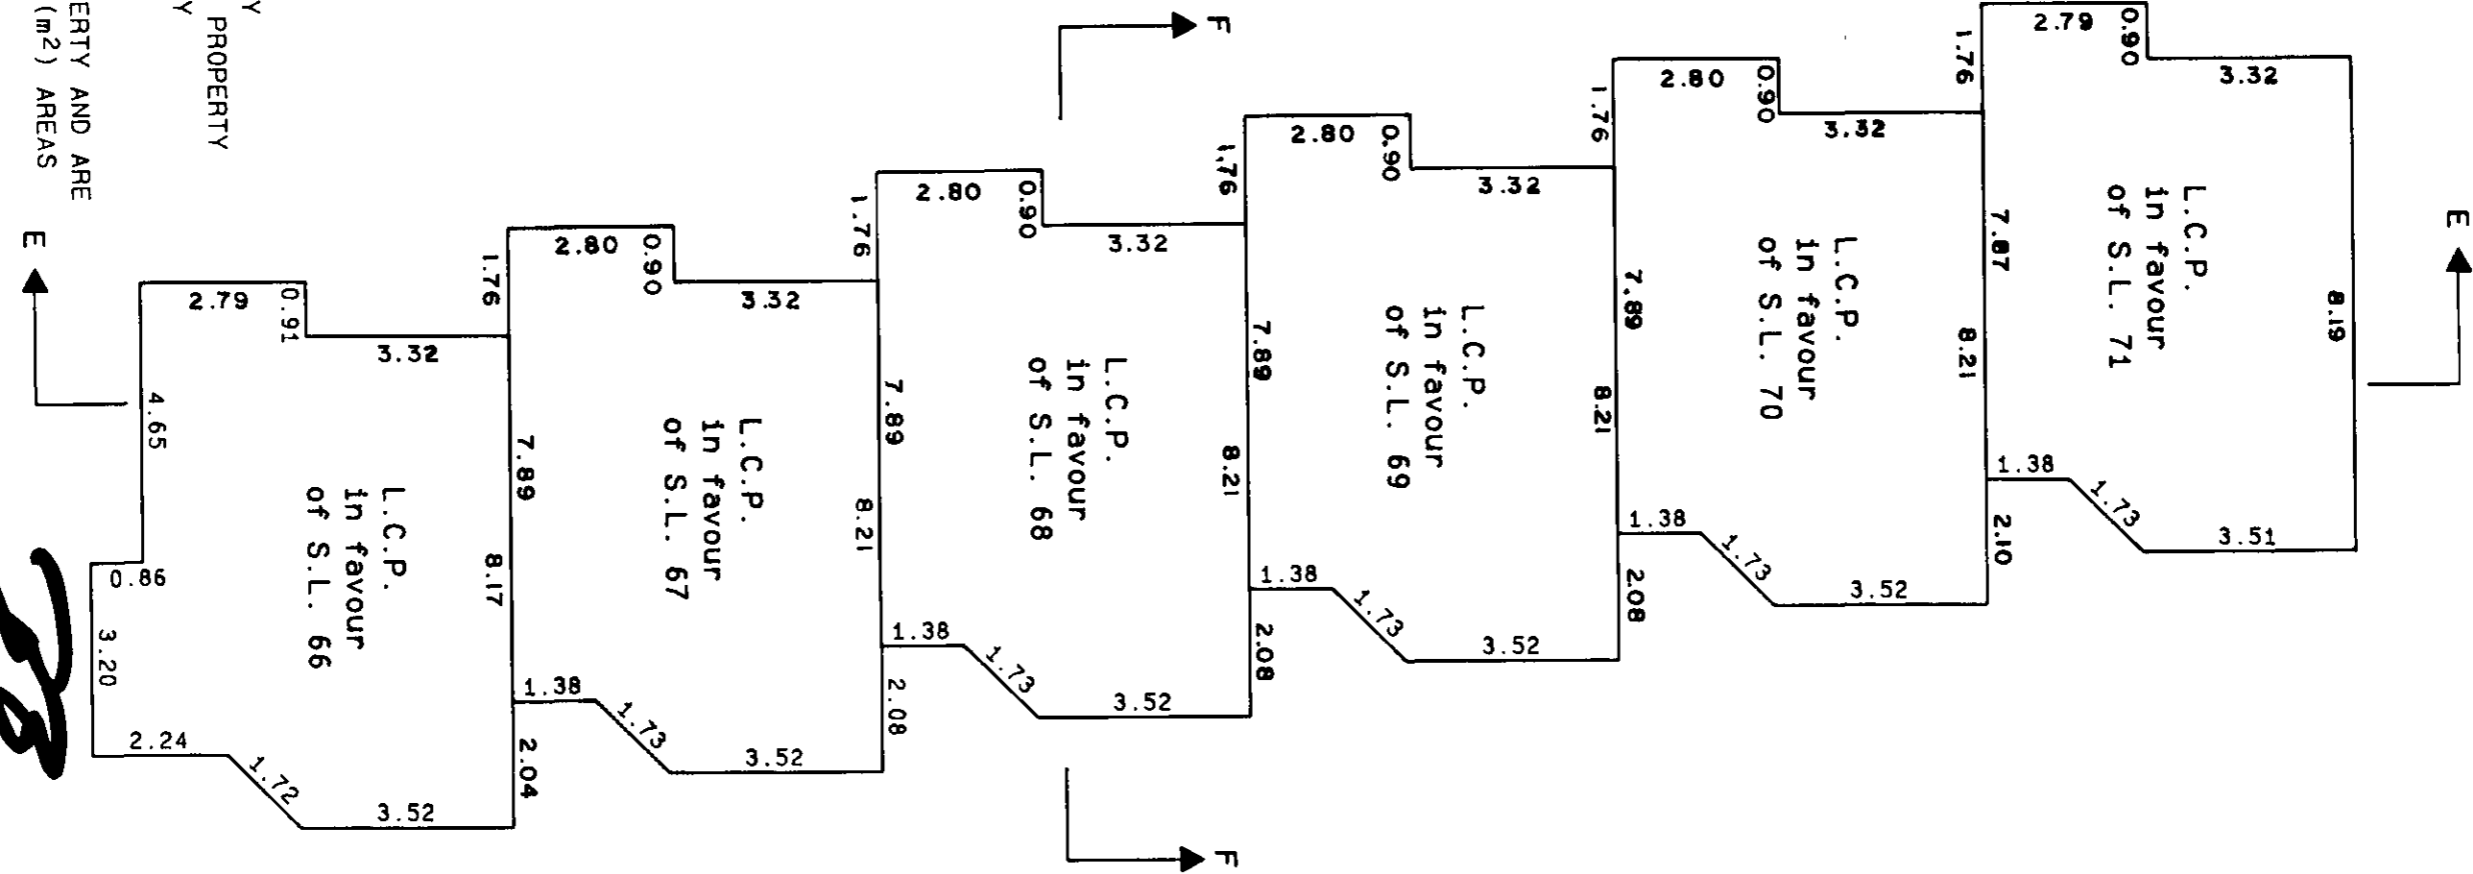 Y
PROPERTY
Y
ERTY AND ARE
(m2) AREAS
E
E
F
F
L.C.P.
in favour
of S.L. 71
2.79
0.90
3.32
1.76
7.87
8.19
8.21
1.38
1.73
3.51
2.10
L.C.P.
in favour
of S.L. 70
2.80
0.90
3.32
1.76
7.89
8.21
1.38
1.73
3.52
2.08
L.C.P.
in favour
of S.L. 69
2.80
0.90
3.32
1.76
7.89
8.21
1.38
1.73
3.52
2.08
L.C.P.
in favour
of S.L. 68
2.80
0.90
3.32
1.76
7.89
8.21
1.38
1.73
3.52
2.08
L.C.P.
in favour
of S.L. 67
2.80
0.90
3.32
1.76
7.89
8.17
1.38
1.73
3.52
2.04
L.C.P.
in favour
of S.L. 66
2.79
0.91
3.32
4.65
0.86
3.20
2.24
1.72
3.52